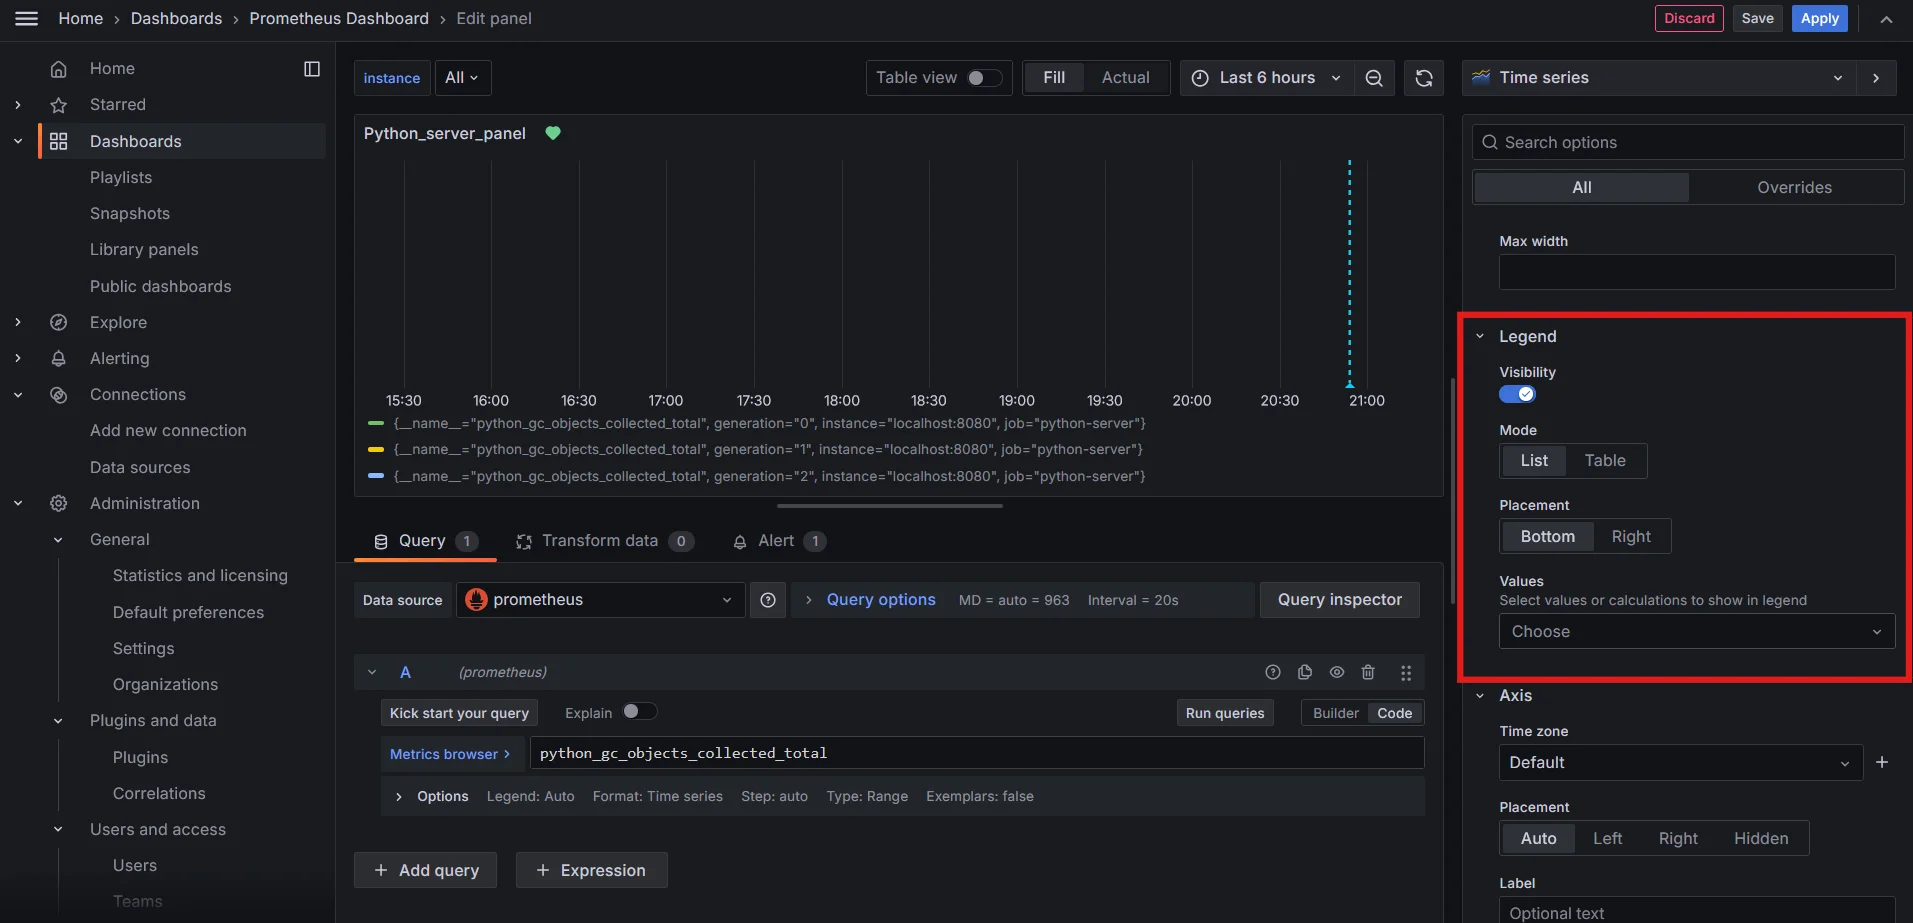 Home › Dashboards › Prometheus Dashboard › Edit panel
Discard
Save
Apply
Home
Starred
Dashboards
Playlists
Snapshots
Library panels
Public dashboards
Explore
Alerting
Connections
Add new connection
Data sources
Administration
General
Statistics and licensing
Default preferences
Settings
Organizations
Plugins and data
Plugins
Correlations
Users and access
Users
Teams
instance
All
Table view
Fill
Actual
Last 6 hours
Python_server_panel
15:30 16:00 16:30 17:00 17:30 18:00 18:30 19:00 19:30 20:00 20:30 21:00
{__name__="python_gc_objects_collected_total", generation="0", instance="localhost:8080", job="python-server"}
{__name__="python_gc_objects_collected_total", generation="1", instance="localhost:8080", job="python-server"}
{__name__="python_gc_objects_collected_total", generation="2", instance="localhost:8080", job="python-server"}
Query 1
Transform data 0
Alert 1
Data source
prometheus
Query options
MD = auto = 963
Interval = 20s
Query inspector
A
(prometheus)
Kick start your query
Explain
Run queries
Builder
Code
Metrics browser >
python_gc_objects_collected_total
Options
Legend: Auto
Format: Time series
Step: auto
Type: Range
Exemplars: false
+ Add query
+ Expression
Time series
Search options
All
Overrides
Max width
Legend
Visibility
Mode
List
Table
Placement
Bottom
Right
Values
Select values or calculations to show in legend
Choose
Axis
Time zone
Default
Placement
Auto
Left
Right
Hidden
Label
Optional text